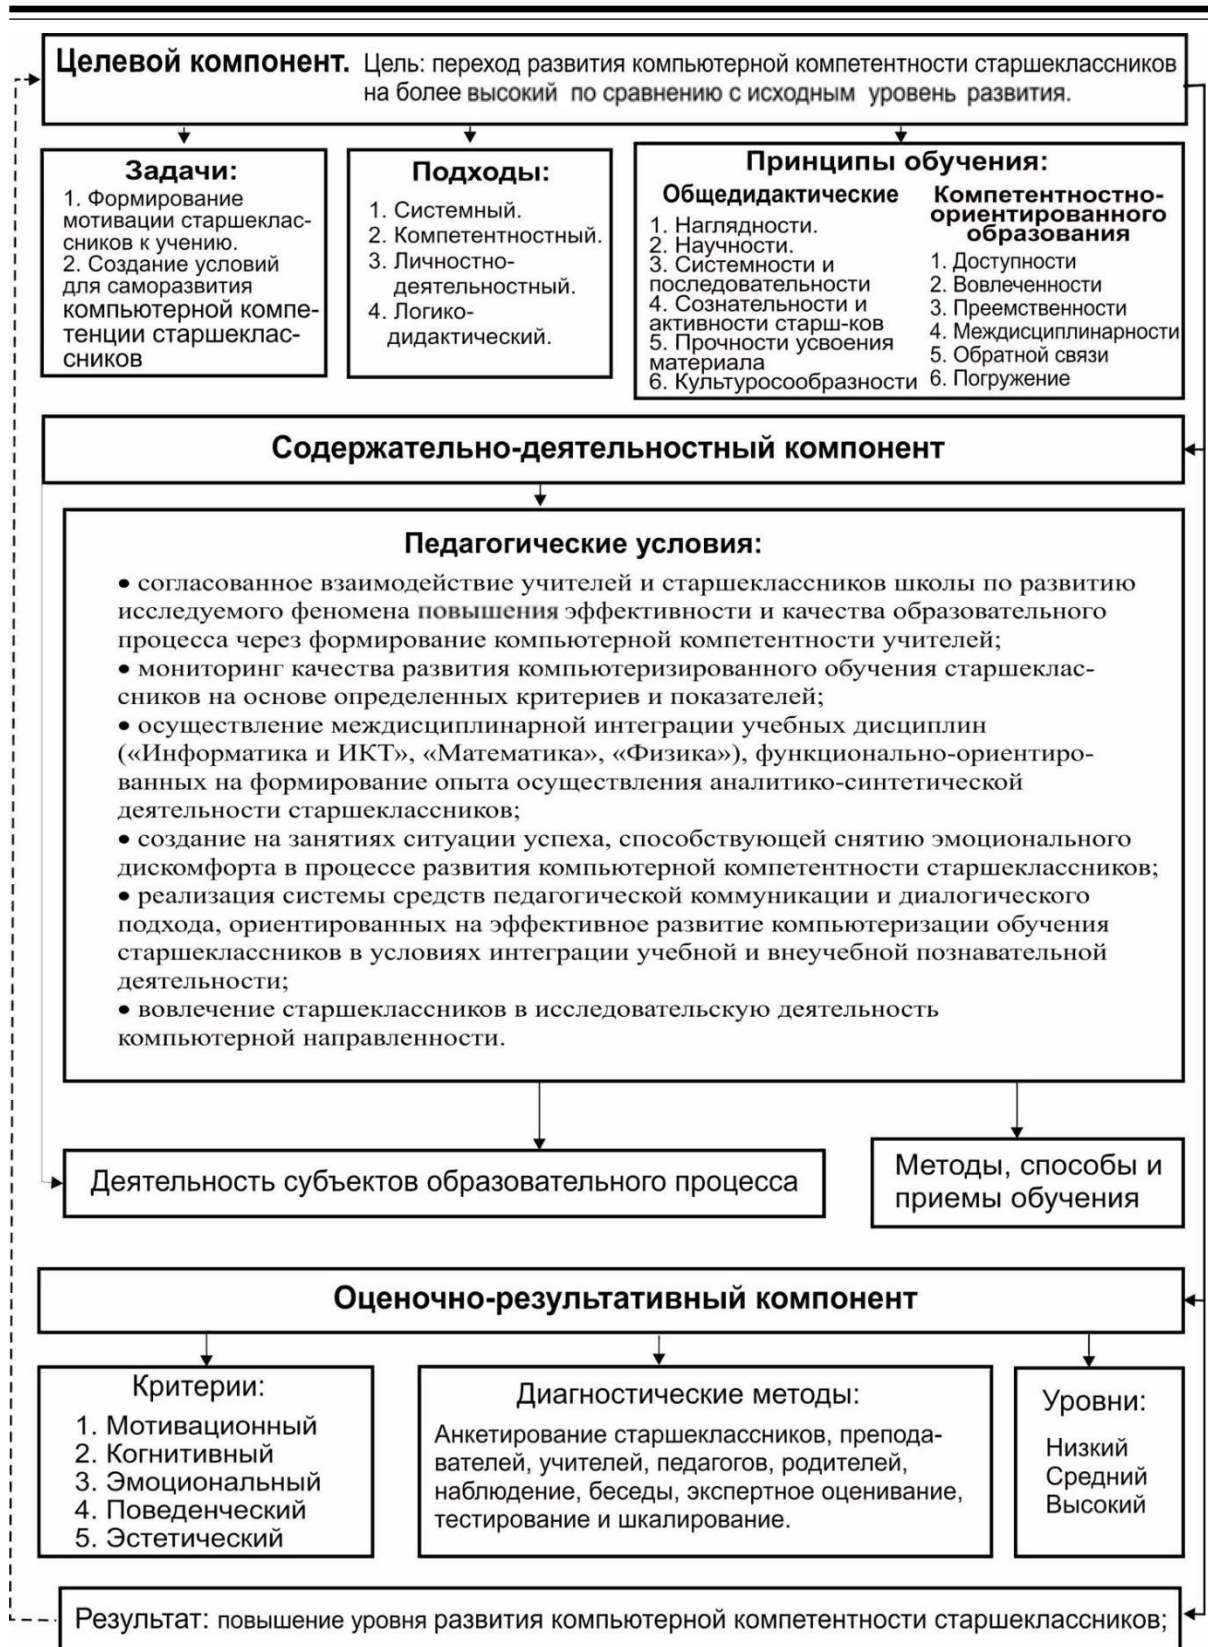 Целевой компонент. Цель: переход развития компьютерной компетентности старшеклассников
на более высокий по сравнению с исходным уровень развития.
Задачи:
1. Формирование
мотивации старшеклас-
сников к учению.
2. Создание условий
для саморазвития
компьютерной компе-
тенции старшеклас-
сников
Подходы:
1. Системный.
2. Компетентностный.
3. Личностно-
деятельностный.
4. Логико-
дидактический.
Принципы обучения:
Общедидактические
1. Наглядности.
2. Научности.
3. Системности и
последовательности
4. Сознательности и
активности старш-ков
5. Прочности усвоения
материала
6. Культуросообразности
Компетентностно-
ориентированного
образования
1. Доступности
2. Вовлеченности
3. Преемственности
4. Междисциплинарности
5. Обратной связи
6. Погружение
Содержательно-деятельностный компонент
Педагогические условия:
• согласованное взаимодействие учителей и старшеклассников школы по развитию
исследуемого феномена повышения эффективности и качества образовательного
процесса через формирование компьютерной компетентности учителей;
• мониторинг качества развития компьютеризированного обучения старшеклас-
сников на основе определенных критериев и показателей;
• осуществление междисциплинарной интеграции учебных дисциплин
(«Информатика и ИКТ», «Математика», «Физика»), функционально-ориентиро-
ванных на формирование опыта осуществления аналитико-синтетической
деятельности старшеклассников;
• создание на занятиях ситуации успеха, способствующей снятию эмоционального
дискомфорта в процессе развития компьютерной компетентности старшеклассников;
• реализация системы средств педагогической коммуникации и диалогического
подхода, ориентированных на эффективное развитие компьютеризации обучения
старшеклассников в условиях интеграции учебной и внеучебной познавательной
деятельности;
• вовлечение старшеклассников в исследовательскую деятельность
компьютерной направленности.
Деятельность субъектов образовательного процесса
Методы, способы и
приемы обучения
Оценочно-результативный компонент
Критерии:
1. Мотивационный
2. Когнитивный
3. Эмоциональный
4. Поведенческий
5. Эстетический
Диагностические методы:
Анкетирование старшеклассников, препода-
вателей, учителей, педагогов, родителей,
наблюдение, беседы, экспертное оценивание,
тестирование и шкалирование.
Уровни:
Низкий
Средний
Высокий
Результат: повышение уровня развития компьютерной компетентности старшеклассников;